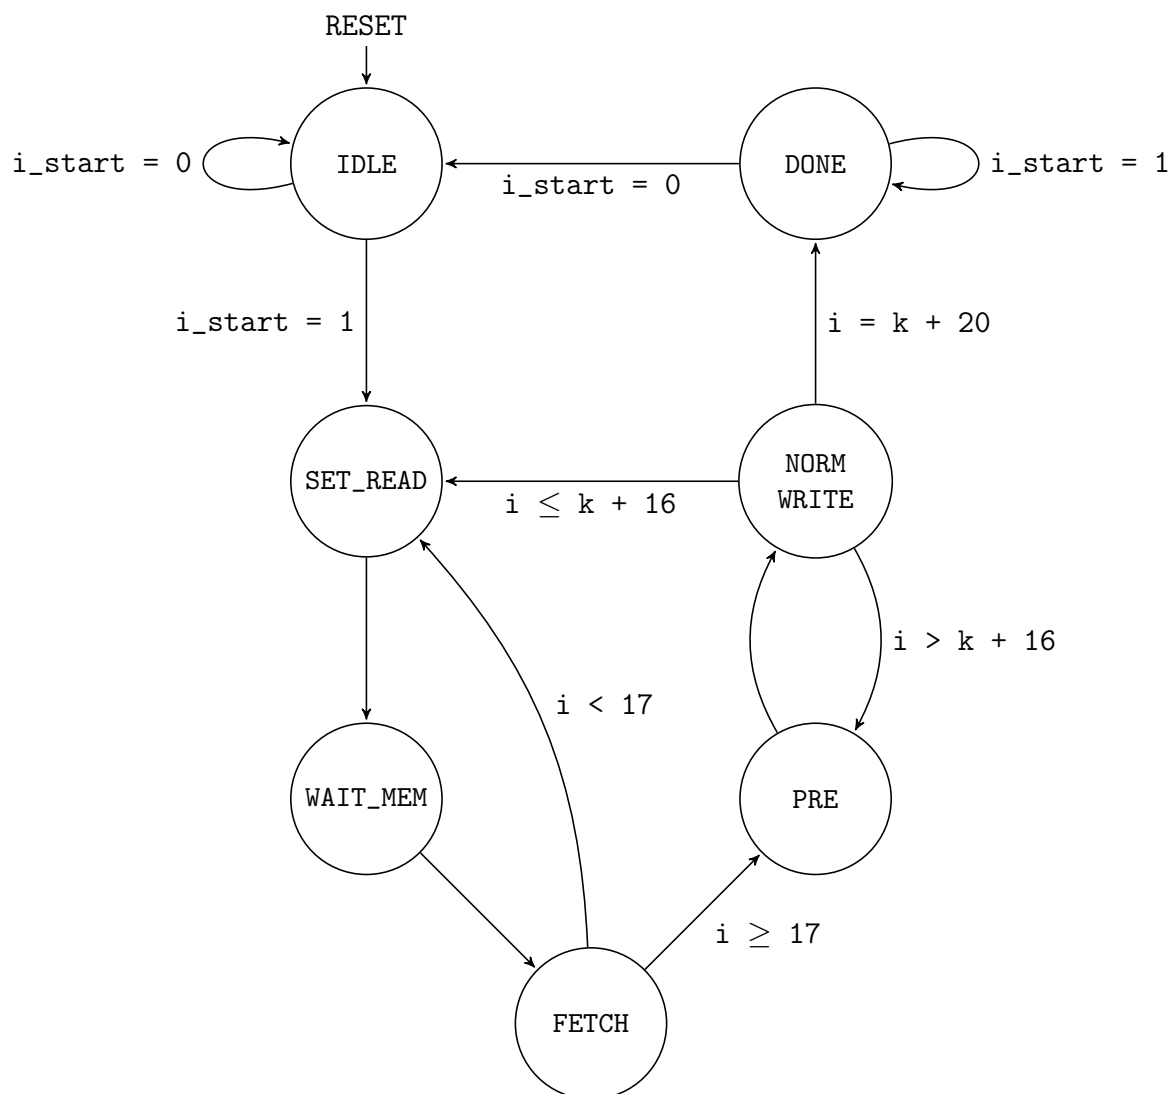 RESET
i_start = 0
IDLE
i_start = 0
DONE
i_start = 1
i_start = 1
i = k + 20
SET_READ
i ≤ k + 16
NORM
WRITE
i > k + 16
i < 17
WAIT_MEM
PRE
i ≥ 17
FETCH